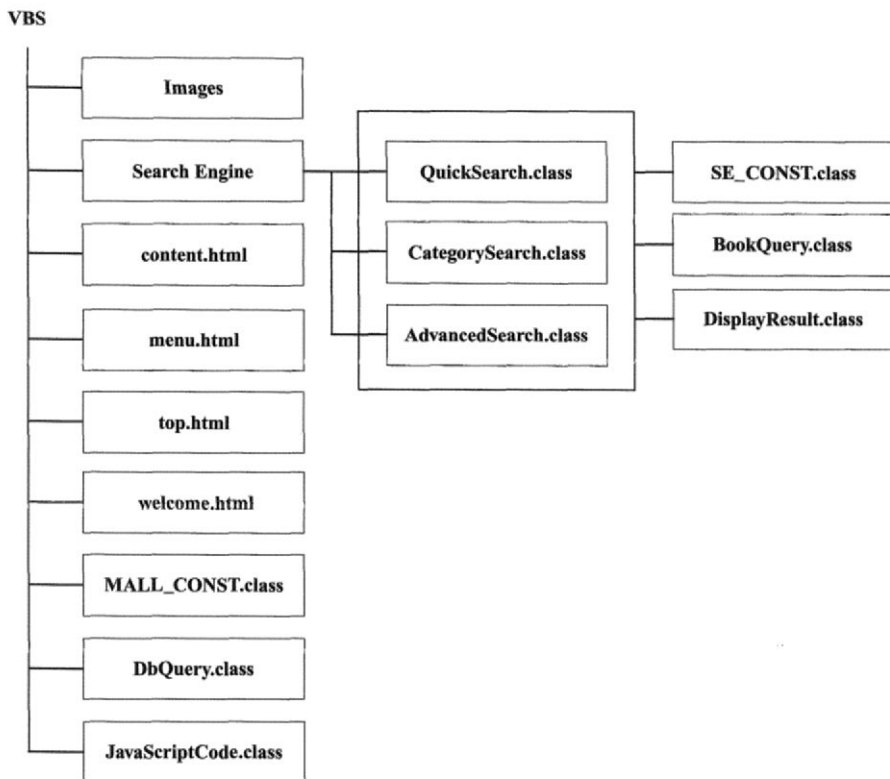 VBS
Images
Search Engine
content.html
menu.html
top.html
welcome.html
MALL_CONST.class
DbQuery.class
JavaScriptCode.class
QuickSearch.class
CategorySearch.class
AdvancedSearch.class
SE_CONST.class
BookQuery.class
DisplayResult.class